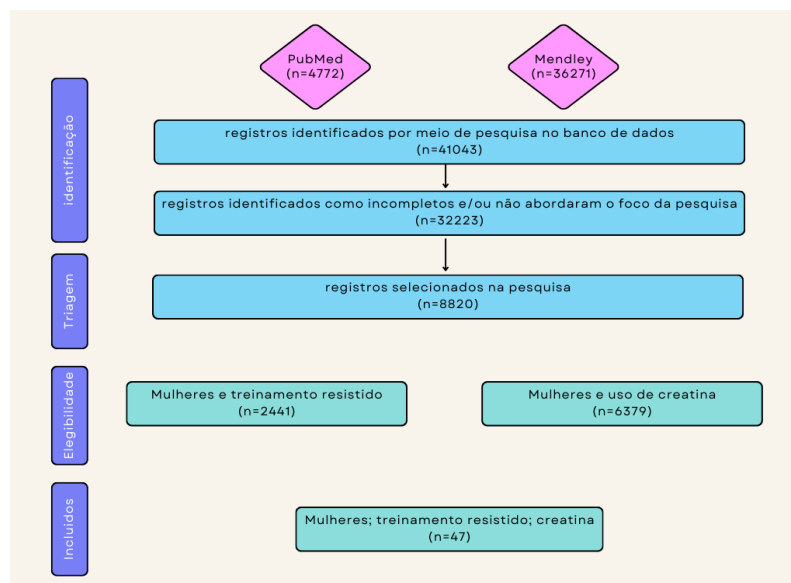 PubMed
(n=4772)
Mendley
(n=36271)
identificação
registros identificados por meio de pesquisa no banco de dados
(n=41043)
registros identificados como incompletos e/ou não abordaram o foco da pesquisa
(n=32223)
Triagem
registros selecionados na pesquisa
(n=8820)
Elegibilidade
Mulheres e treinamento resistido
(n=2441)
Mulheres e uso de creatina
(n=6379)
Incluidos
Mulheres; treinamento resistido; creatina
(n=47)